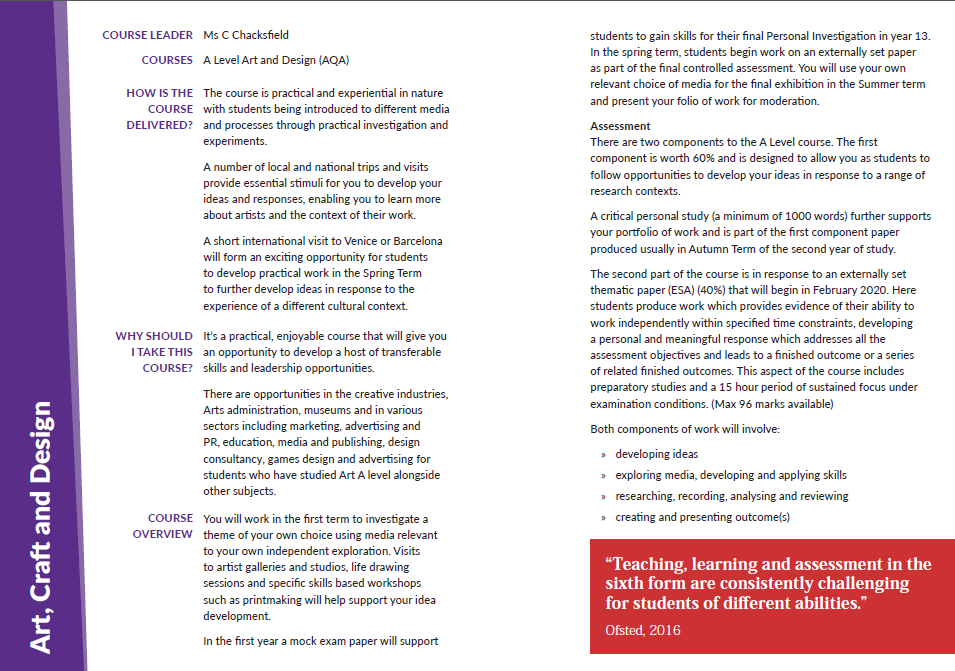 Art, Craft and Design
COURSE LEADER Ms C Chacksfield
COURSES A Level Art and Design (AQA)
HOW IS THE COURSE DELIVERED?
The course is practical and experiential in nature
with students being introduced to different media
and processes through practical investigation and
experiments.
A number of local and national trips and visits
provide essential stimuli for you to develop your
ideas and responses, enabling you to learn more
about artists and the context of their work.
A short international visit to Venice or Barcelona
will form an exciting opportunity for students
to develop practical work in the Spring Term
to further develop ideas in response to the
experience of a different cultural context.
WHY SHOULD I TAKE THIS COURSE?
It's a practical, enjoyable course that will give you
an opportunity to develop a host of transferable
skills and leadership opportunities.
There are opportunities in the creative industries,
Arts administration, museums and in various
sectors including marketing, advertising and
PR, education, media and publishing, design
consultancy, games design and advertising for
students who have studied Art A level alongside
other subjects.
COURSE OVERVIEW
You will work in the first term to investigate a
theme of your own choice using media relevant
to your own independent exploration. Visits
to artist galleries and studios, life drawing
sessions and specific skills based workshops
such as printmaking will help support your idea
development.
In the first year a mock exam paper will support
students to gain skills for their final Personal Investigation in year 13.
In the spring term, students begin work on an externally set paper
as part of the final controlled assessment. You will use your own
relevant choice of media for the final exhibition in the Summer term
and present your folio of work for moderation.
Assessment
There are two components to the A Level course. The first
component is worth 60% and is designed to allow you as students to
follow opportunities to develop your ideas in response to a range of
research contexts.
A critical personal study (a minimum of 1000 words) further supports
your portfolio of work and is part of the first component paper
produced usually in Autumn Term of the second year of study.
The second part of the course is in response to an externally set
thematic paper (ESA) (40%) that will begin in February 2020. Here
students produce work which provides evidence of their ability to
work independently within specified time constraints, developing
a personal and meaningful response which addresses all the
assessment objectives and leads to a finished outcome or a series
of related finished outcomes. This aspect of the course includes
preparatory studies and a 15 hour period of sustained focus under
examination conditions. (Max 96 marks available)
Both components of work will involve:
» developing ideas
» exploring media, developing and applying skills
» researching, recording, analysing and reviewing
» creating and presenting outcome(s)
“Teaching, learning and assessment in the
sixth form are consistently challenging
for students of different abilities.”
Ofsted, 2016